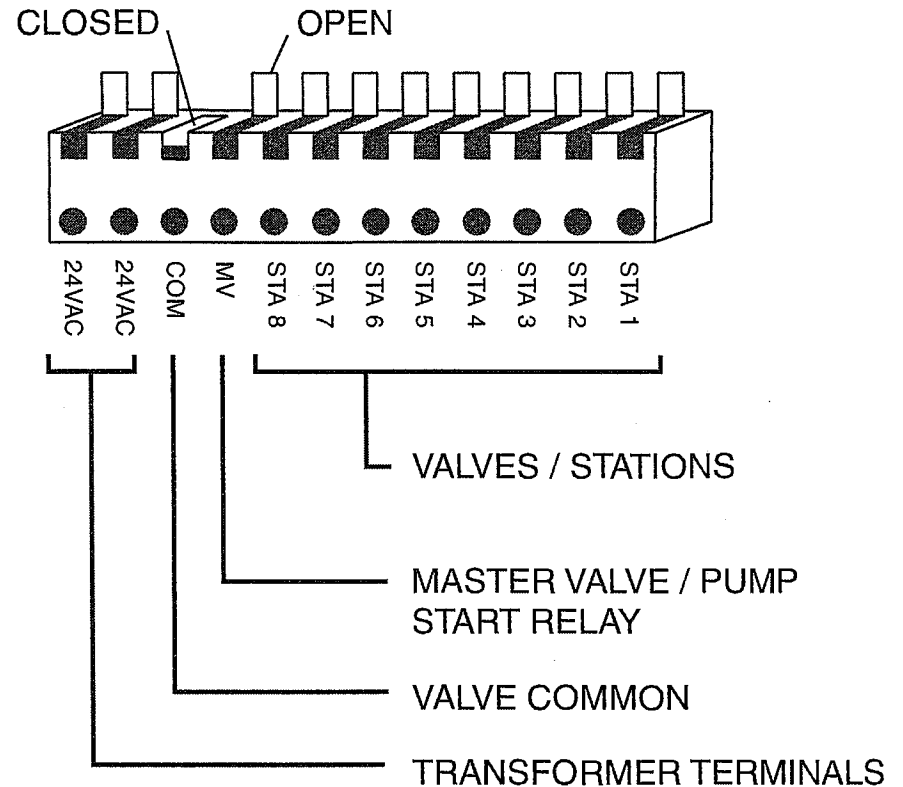 CLOSED OPEN
24VAC
24VAC
COM
MV
STA 8
STA 7
STA 6
STA 5
STA 4
STA 3
STA 2
STA 1
VALVES / STATIONS
MASTER VALVE / PUMP
START RELAY
VALVE COMMON
TRANSFORMER TERMINALS